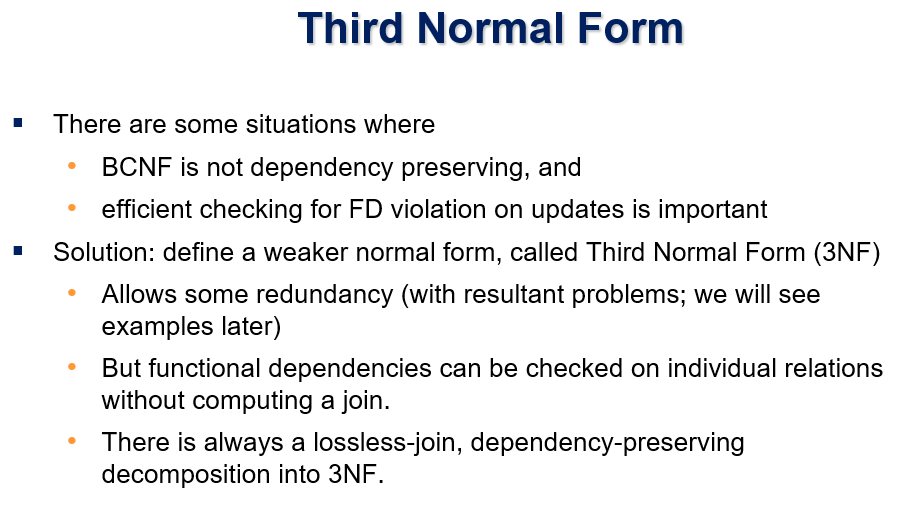 Third Normal Form
There are some situations where
BCNF is not dependency preserving, and
efficient checking for FD violation on updates is important
Solution: define a weaker normal form, called Third Normal Form (3NF)
Allows some redundancy (with resultant problems; we will see
examples later)
But functional dependencies can be checked on individual relations
without computing a join.
There is always a lossless-join, dependency-preserving
decomposition into 3NF.